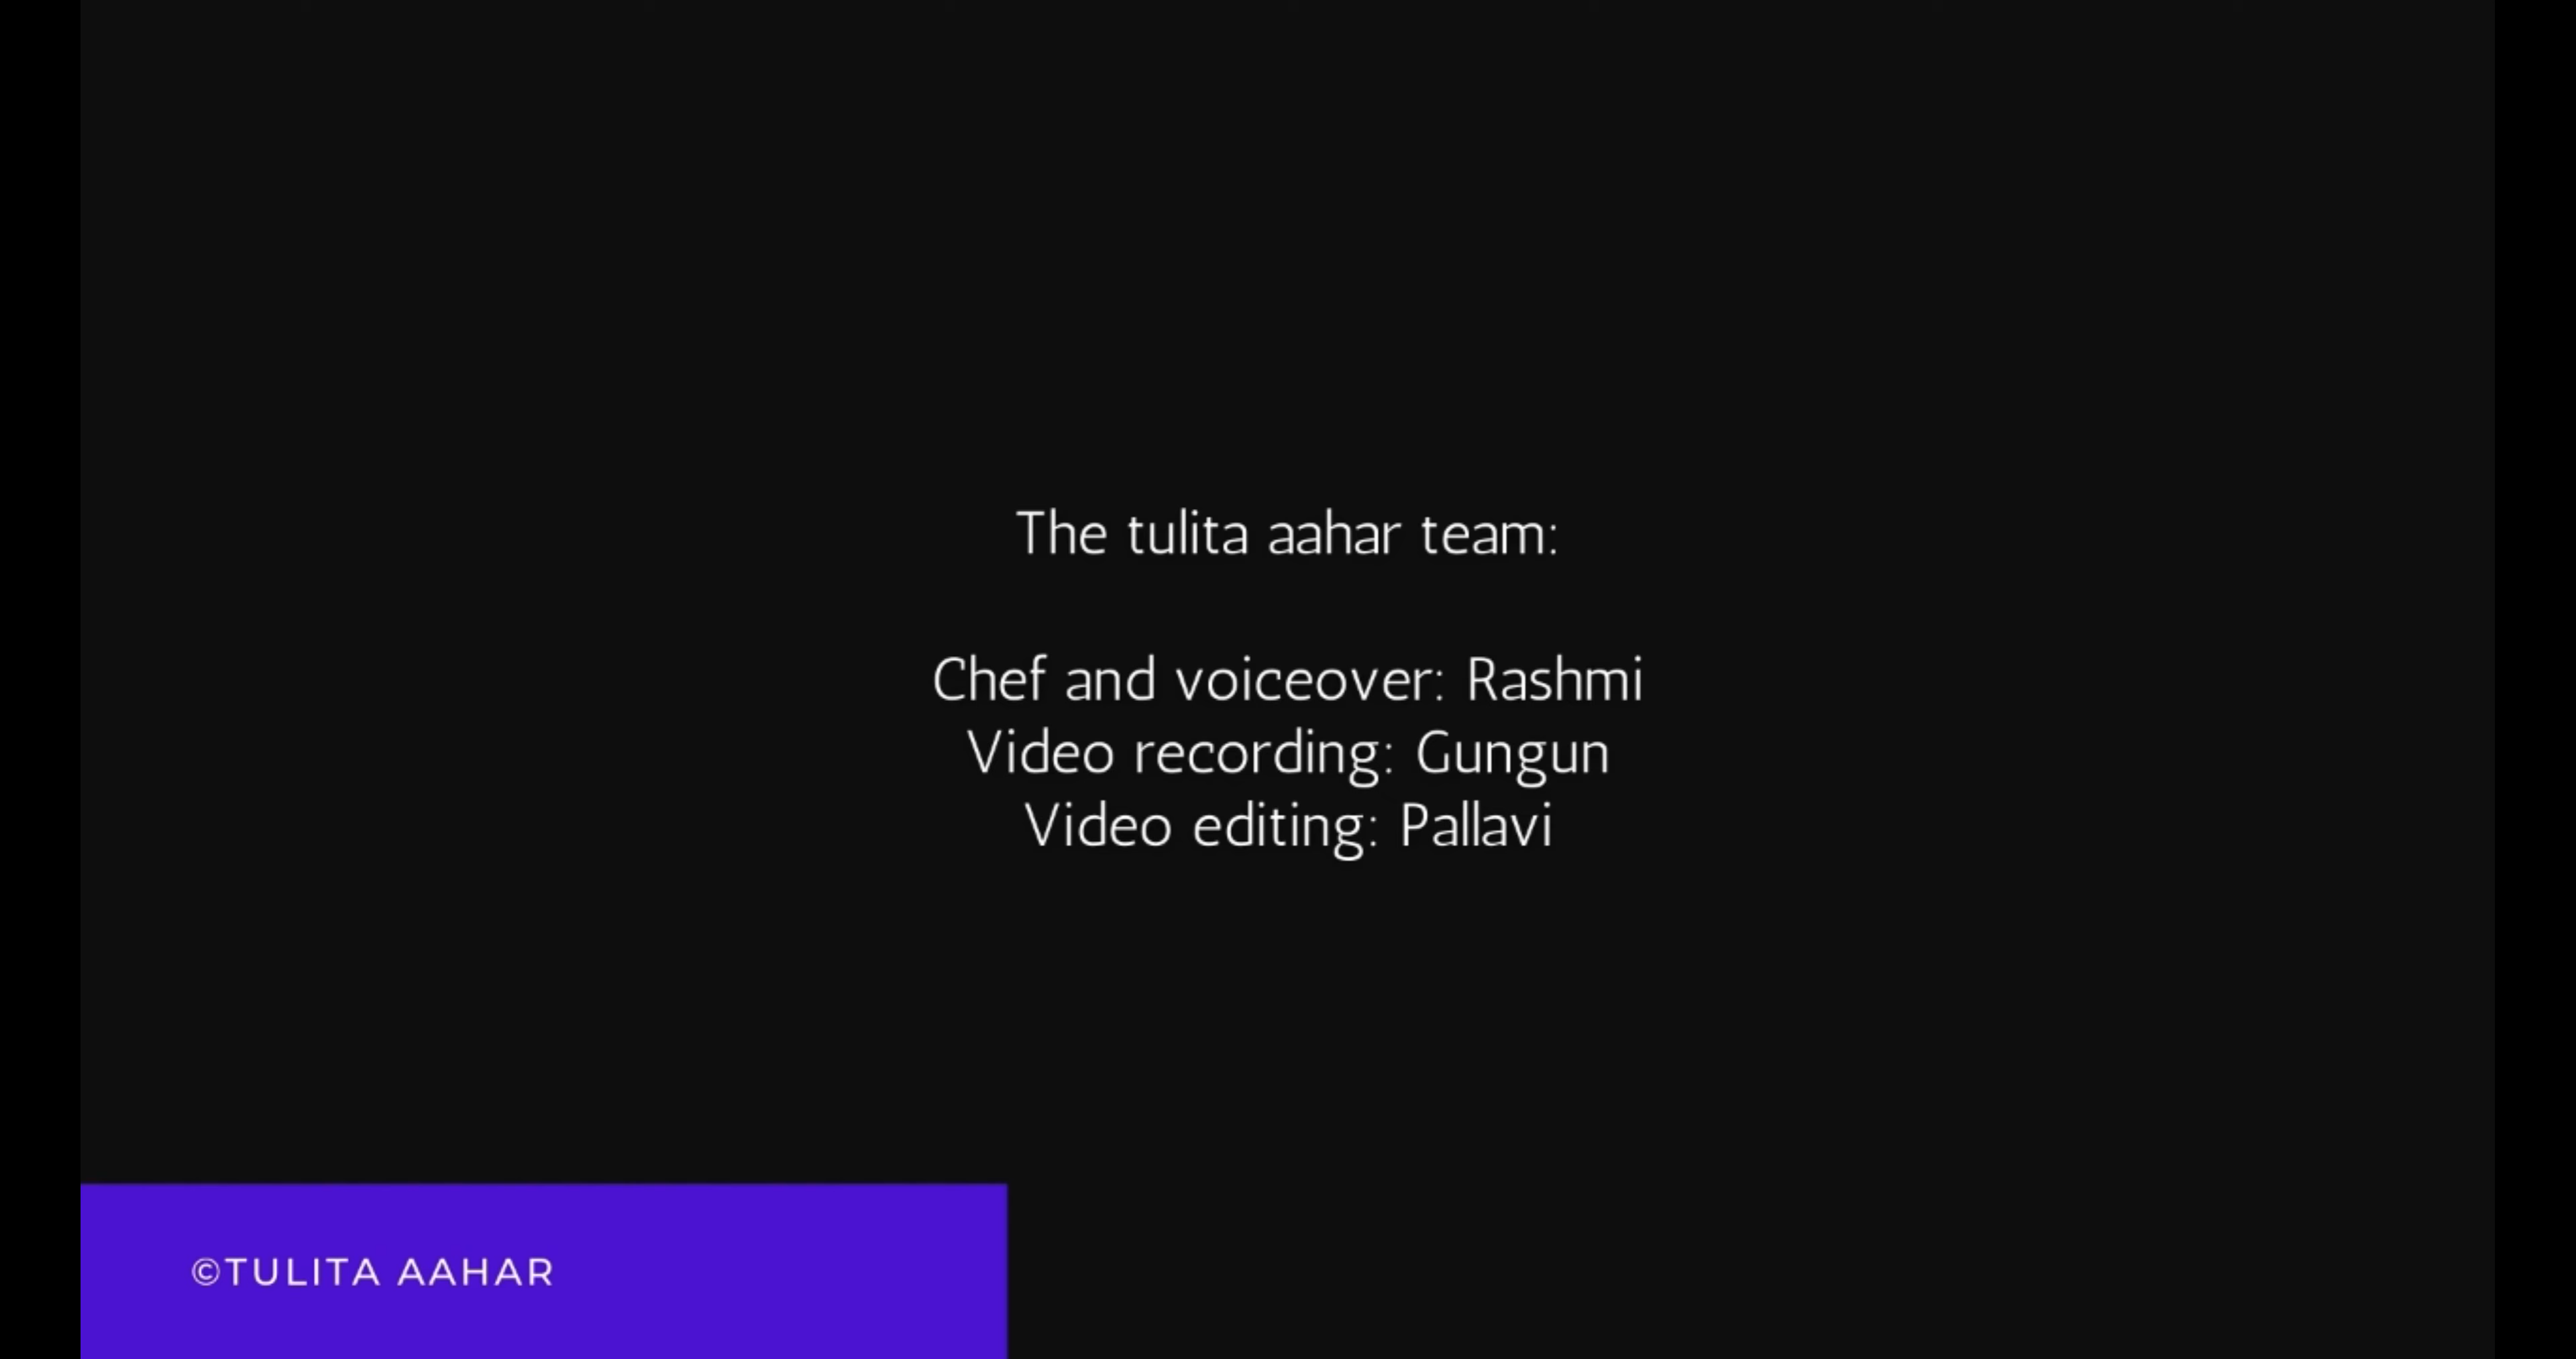 The tulita aahar team:
Chef and voiceover: Rashmi
Video recording: Gungun
Video editing: Pallavi
©TULITA AAHAR